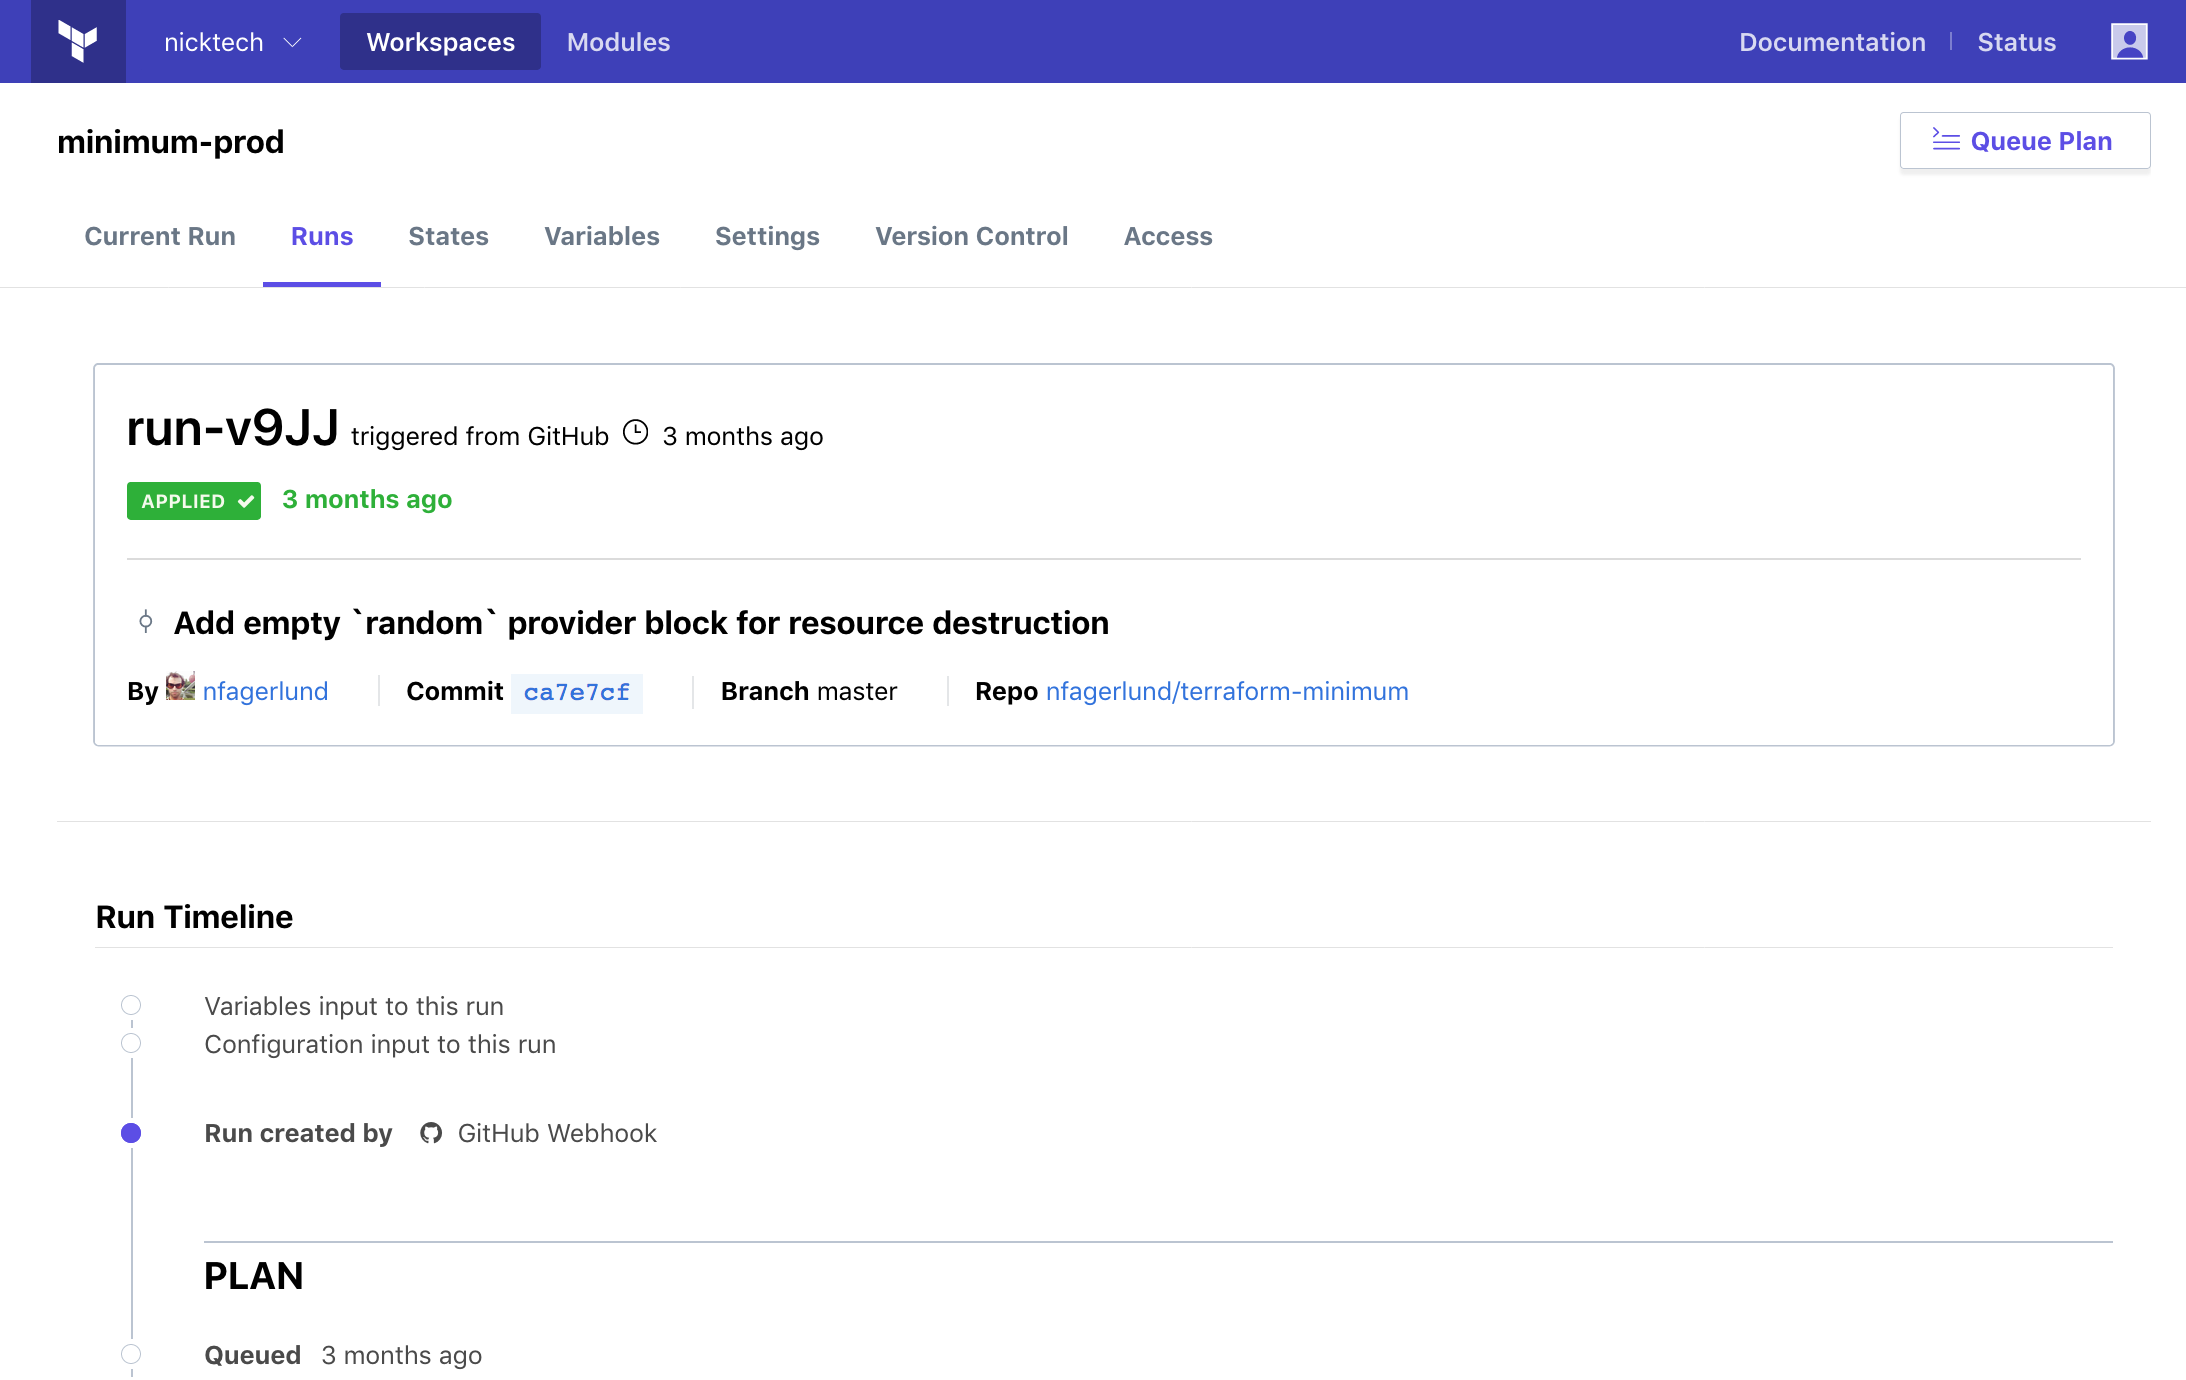 nicktech Workspaces Modules Documentation Status
minimum-prod Queue Plan
Current Run Runs States Variables Settings Version Control Access
run-v9JJ triggered from GitHub 3 months ago
APPLIED 3 months ago
Add empty `random` provider block for resource destruction
By nfagerlund Commit ca7e7cf Branch master Repo nfagerlund/terraform-minimum
Run Timeline
Variables input to this run
Configuration input to this run
Run created by GitHub Webhook
PLAN
Queued 3 months ago